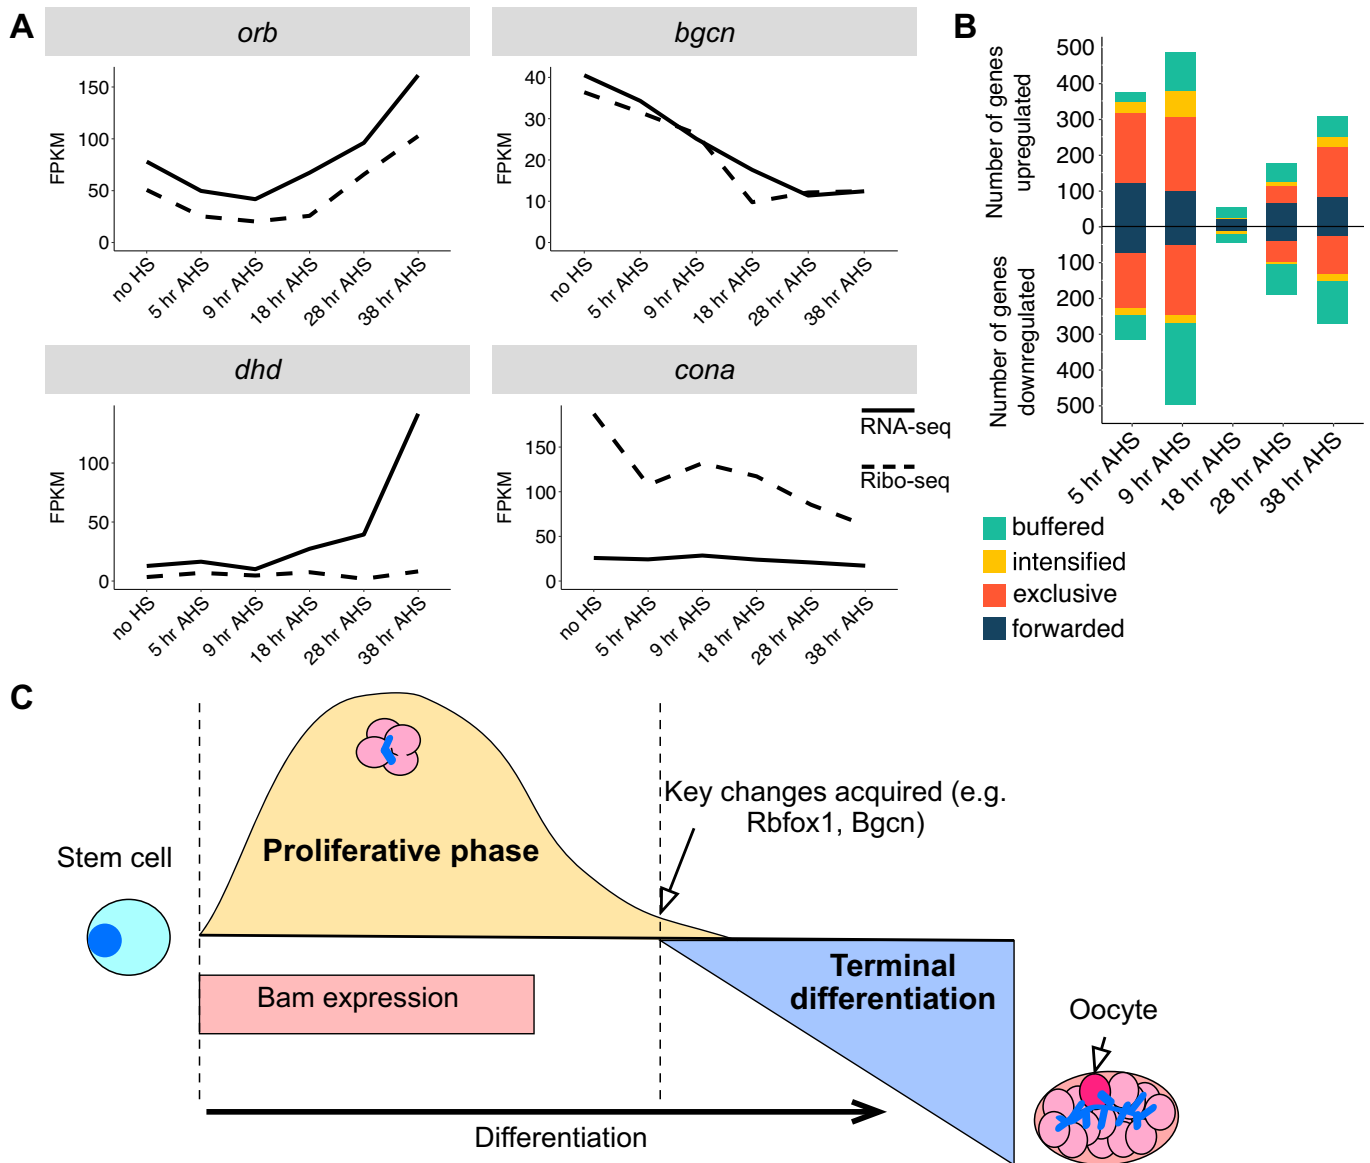 A
orb
FPKM
150
100
50
0
no HS
5 hr AHS
9 hr AHS
18 hr AHS
28 hr AHS
38 hr AHS
bgcn
FPKM
40
30
20
10
0
no HS
5 hr AHS
9 hr AHS
18 hr AHS
28 hr AHS
38 hr AHS
dhd
FPKM
100
50
0
no HS
5 hr AHS
9 hr AHS
18 hr AHS
28 hr AHS
38 hr AHS
cona
FPKM
150
100
50
0
no HS
5 hr AHS
9 hr AHS
18 hr AHS
28 hr AHS
38 hr AHS
RNA-seq
Ribo-seq
B
Number of genes
upregulated
Number of genes
downregulated
500
400
300
200
100
0
100
200
300
400
500
5 hr AHS
9 hr AHS
18 hr AHS
28 hr AHS
38 hr AHS
buffered
intensified
exclusive
forwarded
C
Stem cell
Proliferative phase
Key changes acquired (e.g.
Rbfox1, Bgcn)
Bam expression
Terminal
differentiation
Oocyte
Differentiation